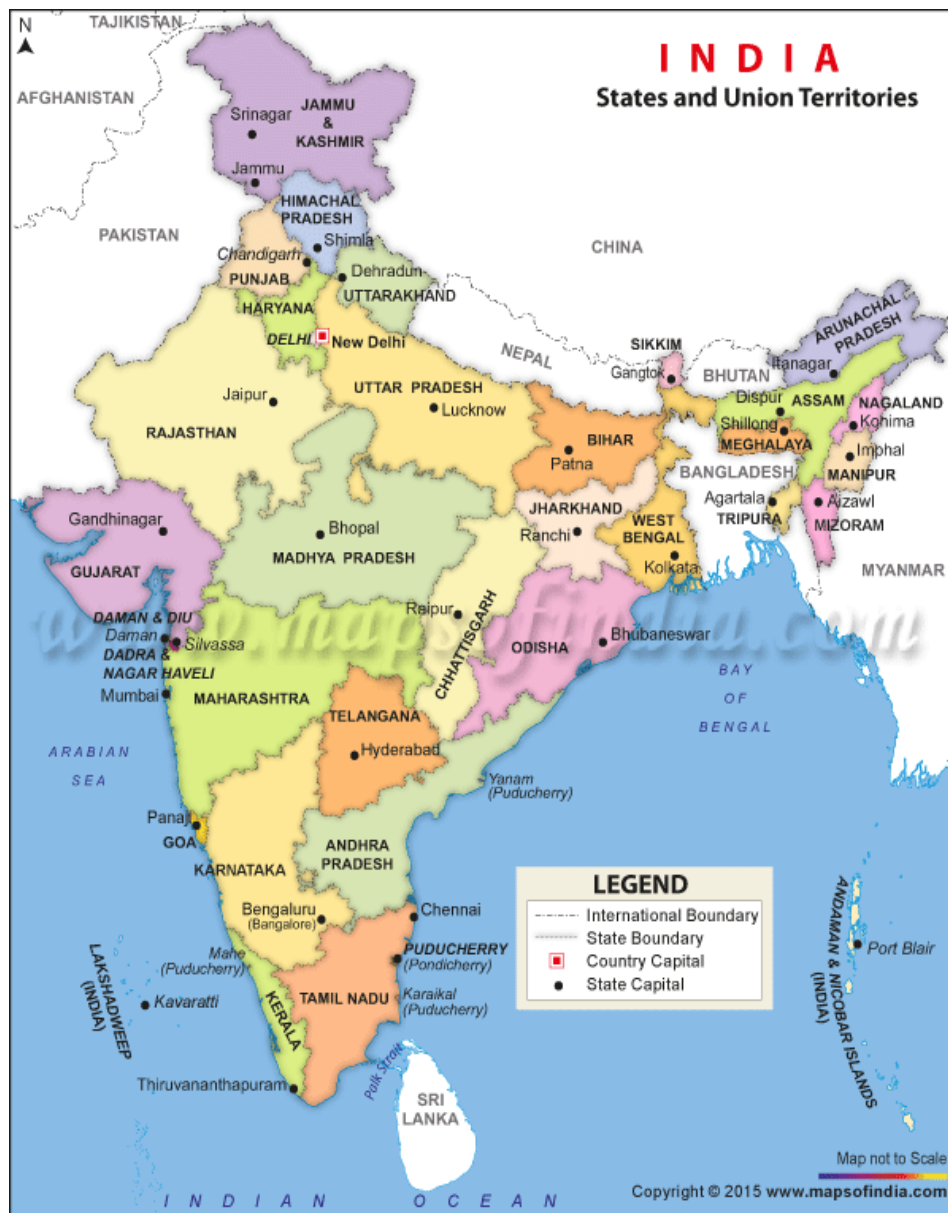 N
TAJIKISTAN
INDIA
States and Union Territories
AFGHANISTAN
JAMMU
&
KASHMIR
Srinagar
Jammu
HIMACHAL
PRADESH
PAKISTAN
CHINA
Shimla
Chandigarh
PUNJAB
Dehradun
UTTARAKHAND
HARYANA
DELHI
New Delhi
NEPAL
SIKKIM
Gangtok
BHUTAN
ARUNACHAL
PRADESH
Itanagar
UTTAR PRADESH
Jaipur
Lucknow
RAJASTHAN
Dispur
ASSAM
NAGALAND
Shillong
Kohima
MEGHALAYA
BIHAR
Patna
Imphal
MANIPUR
BANGLADESH
Gandhinagar
Bhopal
MADHYA PRADESH
JHARKHAND
Ranchi
WEST
BENGAL
Kolkata
Agartala
TRIPURA
Aizawl
MIZORAM
GUJARAT
MYANMAR
www.mapsofindia.com
DAMAN & DIU
Daman
Silvassa
DADRA &
NAGAR HAVELI
Mumbai
MAHARASHTRA
Raipur
CHHATTISGARH
ODISHA
Bhubaneswar
BAY
OF
BENGAL
TELANGANA
Hyderabad
ARABIAN
SEA
Yanam
(Puducherry)
Panaji
GOA
KARNATAKA
ANDHRA
PRADESH
Bengaluru
(Bangalore)
Chennai
LEGEND
International Boundary
State Boundary
Country Capital
State Capital
Mahe
(Puducherry)
PUDUCHERRY
(Pondicherry)
LAKSHADWEEP
(INDIA)
Kavaratti
KERALA
TAMIL NADU
Karaikal
(Puducherry)
ANDAMAN & NICOBAR ISLANDS
(INDIA)
Port Blair
Thiruvananthapuram
Palk Strait
SRI
LANKA
Map not to Scale
INDIAN OCEAN
Copyright © 2015 www.mapsofindia.com